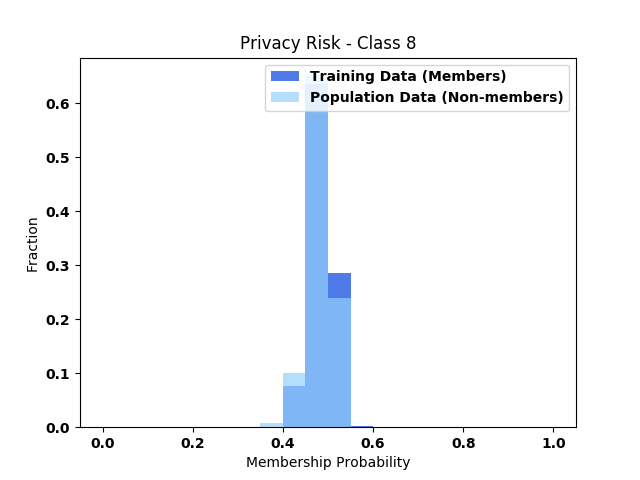 Privacy Risk - Class 8
Training Data (Members)
Population Data (Non-members)
Fraction
0.6
0.5
0.4
0.3
0.2
0.1
0.0
0.0 0.2 0.4 0.6 0.8 1.0
Membership Probability